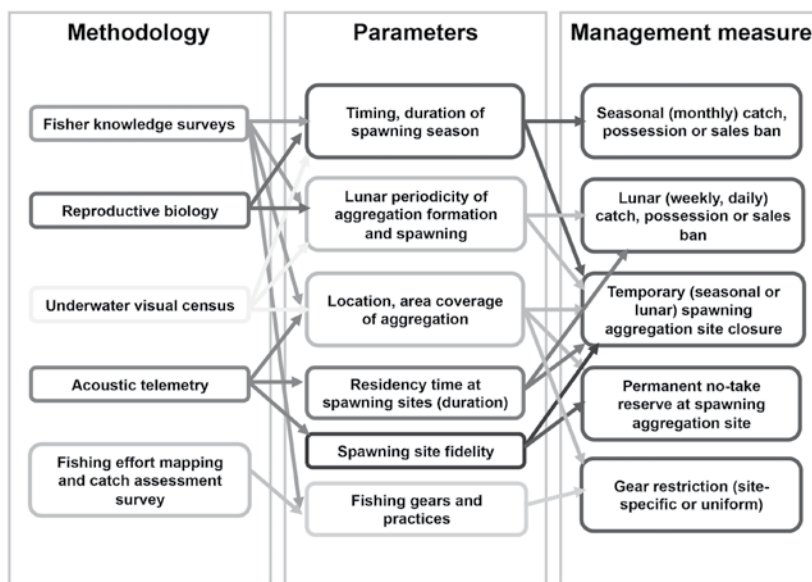 Methodology
Fisher knowledge surveys
Reproductive biology
Underwater visual census
Acoustic telemetry
Fishing effort mapping
and catch assessment
survey
Parameters
Timing, duration of
spawning season
Lunar periodicity of
aggregation formation
and spawning
Location, area coverage
of aggregation
Residency time at
spawning sites (duration)
Spawning site fidelity
Fishing gears and
practices
Management measure
Seasonal (monthly) catch,
possession or sales ban
Lunar (weekly, daily)
catch, possession or sales
ban
Temporary (seasonal or
lunar) spawning
aggregation site closure
Permanent no-take
reserve at spawning
aggregation site
Gear restriction (site-
specific or uniform)